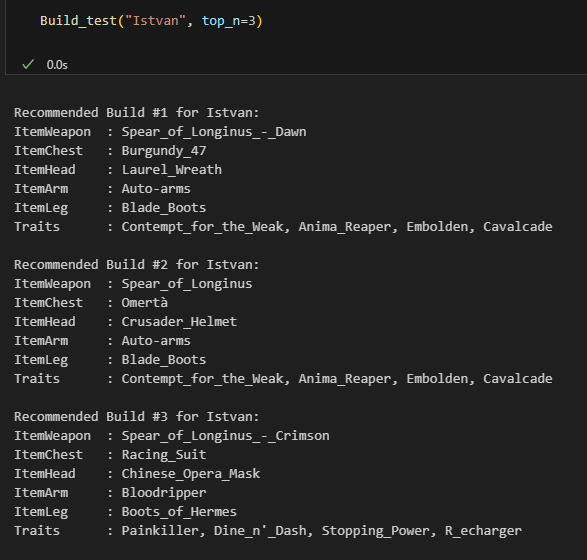 Build_test("Istvan", top_n=3)
0.0s
Recommended Build #1 for Istvan:
ItemWeapon : Spear_of_Longinus_-_Dawn
ItemChest : Burgundy_47
ItemHead : Laurel_Wreath
ItemArm : Auto-arms
ItemLeg : Blade_Boots
Traits : Contempt_for_the_Weak, Anima_Reaper, Embolden, Cavalcade
Recommended Build #2 for Istvan:
ItemWeapon : Spear_of_Longinus
ItemChest : Omertà
ItemHead : Crusader_Helmet
ItemArm : Auto-arms
ItemLeg : Blade_Boots
Traits : Contempt_for_the_Weak, Anima_Reaper, Embolden, Cavalcade
Recommended Build #3 for Istvan:
ItemWeapon : Spear_of_Longinus_-_Crimson
ItemChest : Racing_Suit
ItemHead : Chinese_Opera_Mask
ItemArm : Bloodripper
ItemLeg : Boots_of_Hermes
Traits : Painkiller, Dine_n'_Dash, Stopping_Power, R_echarger